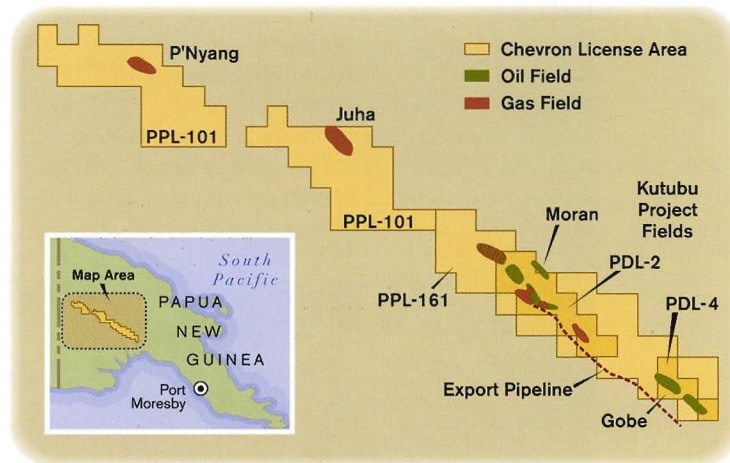 P'Nyang
Chevron License Area
Oil Field
Gas Field
Juha
PPL-101
PPL-101
Kutubu
Project
Fields
Moran
PDL-2
PPL-161
PDL-4
Export Pipeline
Gobe
Map Area
South
Pacific
PAPUA
NEW
GUINEA
Port
Moresby